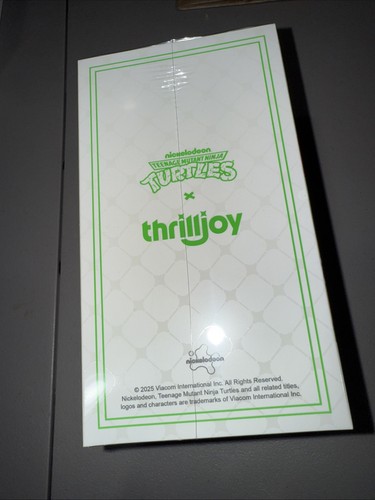 nickelodeon
TEENAGE MUTANT NINJA
TURTLES
×
thrilljoy
nickelodeon
© 2025 Viacom International Inc. All Rights Reserved.
Nickelodeon, Teenage Mutant Ninja Turtles and all related titles,
logos and characters are trademarks of Viacom International Inc.